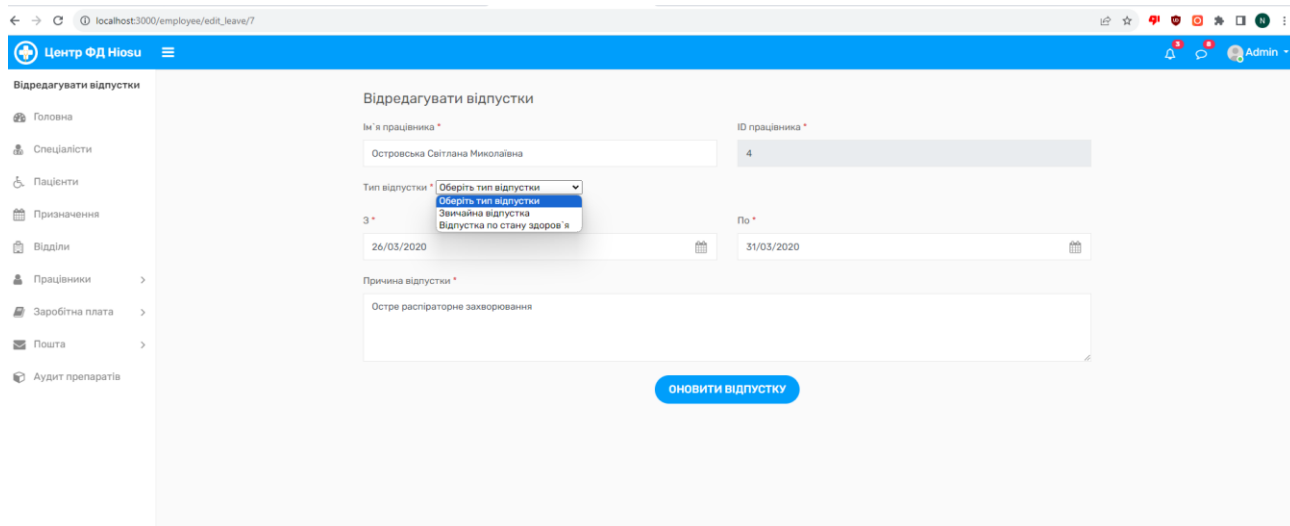 localhost:3000/employee/edit_leave/7
N
Центр ФД Hiosu
3
8
Admin
Відредагувати відпустки
Головна
Спеціалісти
Пацієнти
Призначення
Відділи
Працівники
Заробітна плата
Пошта
Аудит препаратів
Відредагувати відпустки
Ім`я працівника *
ID працівника *
Островська Світлана Миколаївна
4
Тип відпустки * Оберіть тип відпустки
Оберіть тип відпустки
Звичайна відпустка
Відпустка по стану здоров`я
З *
По *
26/03/2020
31/03/2020
Причина відпустки *
Остре распіраторне захворювання
ОНОВИТИ ВІДПУСТКУ